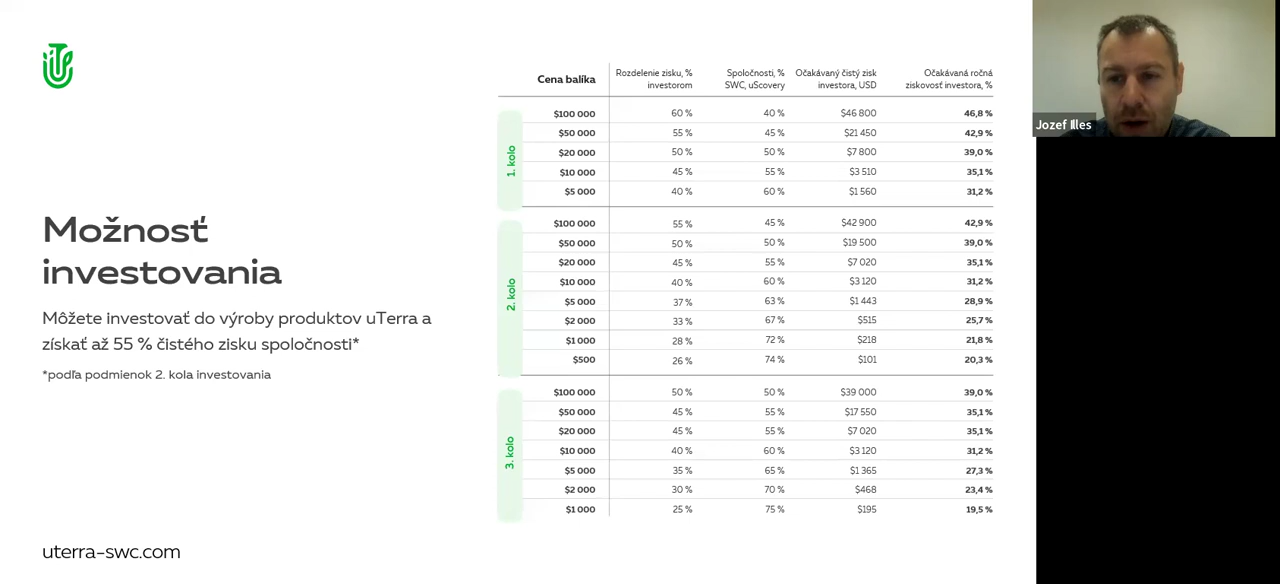 Možnosť
investovania
Môžete investovať do výroby produktov uTerra a
získať až 55 % čistého zisku spoločnosti*
*podľa podmienok 2. kola investovania
uterra-swc.com
Cena balíka
Rozdelenie zisku, %
investorom
Spoločnosti, %
SWC, uScovery
Očakávaný čistý zisk
investora, USD
Očakávaná ročná
ziskovosť investora, %
1. kolo
$100 000 60 % 40 % $46 800 46,8 %
$50 000 55 % 45 % $21 450 42,9 %
$20 000 50 % 50 % $7 800 39,0 %
$10 000 45 % 55 % $3 510 35,1 %
$5 000 40 % 60 % $1 560 31,2 %
2. kolo
$100 000 55 % 45 % $42 900 42,9 %
$50 000 50 % 50 % $19 500 39,0 %
$20 000 45 % 55 % $7 020 35,1 %
$10 000 40 % 60 % $3 120 31,2 %
$5 000 37 % 63 % $1 443 28,9 %
$2 000 33 % 67 % $515 25,7 %
$1 000 28 % 72 % $218 21,8 %
$500 26 % 74 % $101 20,3 %
3. kolo
$100 000 50 % 50 % $39 000 39,0 %
$50 000 45 % 55 % $17 550 35,1 %
$20 000 45 % 55 % $7 020 35,1 %
$10 000 40 % 60 % $3 120 31,2 %
$5 000 35 % 65 % $1 365 27,3 %
$2 000 30 % 70 % $468 23,4 %
$1 000 25 % 75 % $195 19,5 %
Jozef Illes